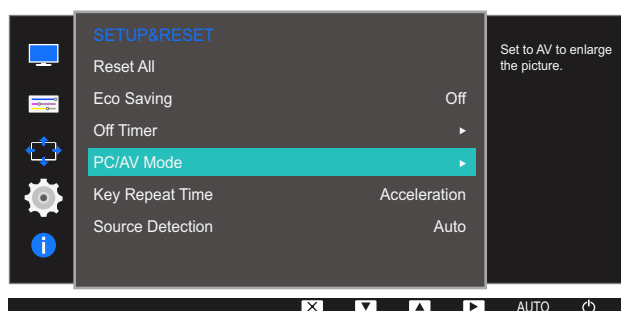 SETUP&RESET
Reset All
Eco Saving Off
Off Timer
PC/AV Mode
Key Repeat Time Acceleration
Source Detection Auto
Set to AV to enlarge
the picture.
AUTO